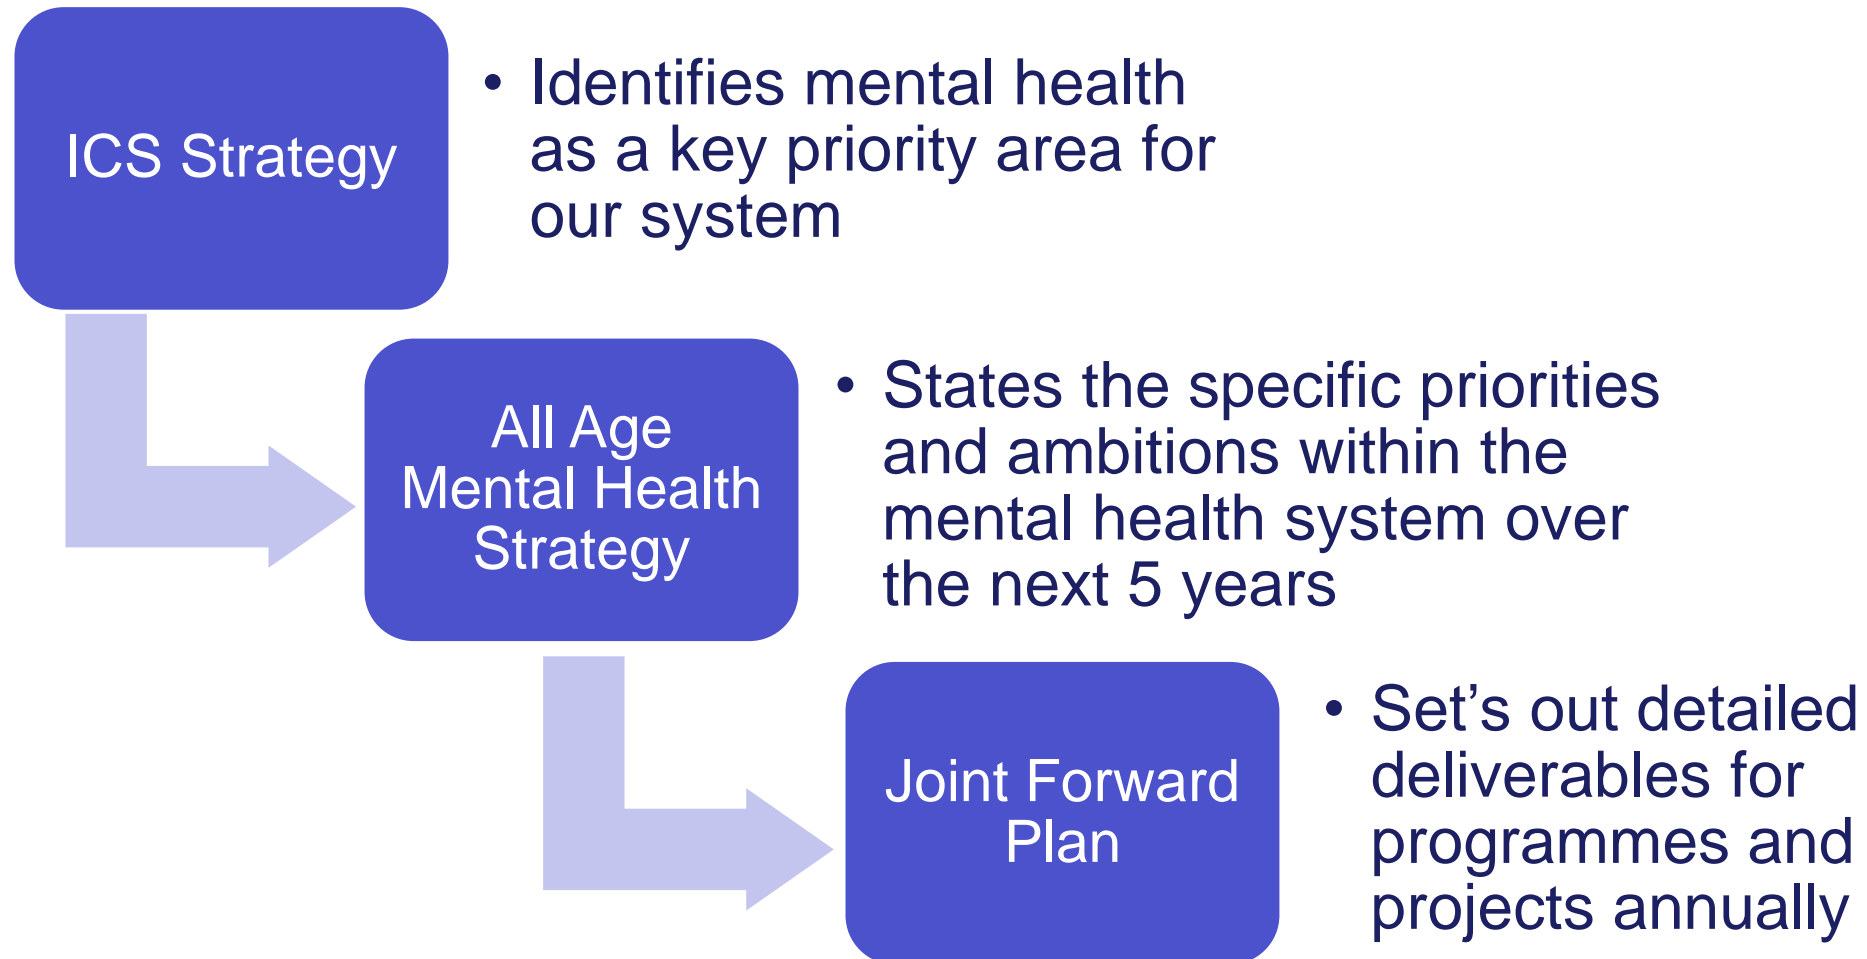 ICS Strategy
• Identifies mental health
as a key priority area for
our system
All Age
Mental Health
Strategy
• States the specific priorities
and ambitions within the
mental health system over
the next 5 years
Joint Forward
Plan
• Set’s out detailed
deliverables for
programmes and
projects annually